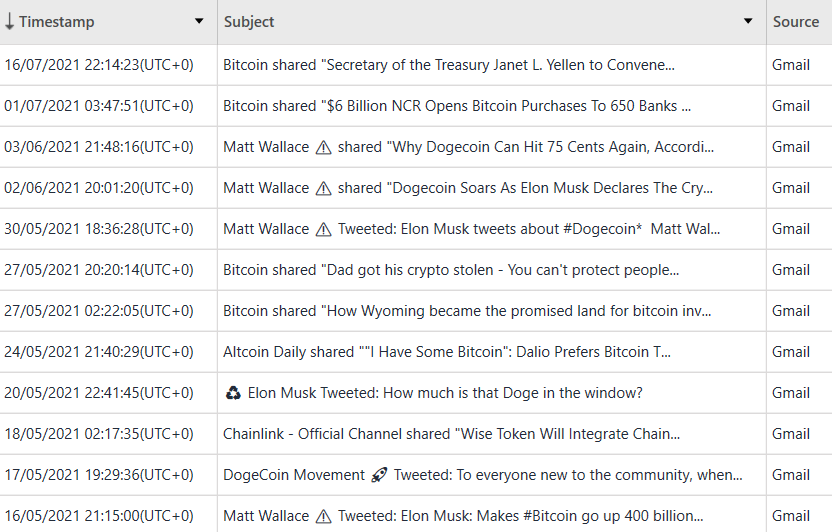 Timestamp Subject Source
16/07/2021 22:14:23(UTC+0) Bitcoin shared "Secretary of the Treasury Janet L. Yellen to Convene... Gmail
01/07/2021 03:47:51(UTC+0) Bitcoin shared "$6 Billion NCR Opens Bitcoin Purchases To 650 Banks ... Gmail
03/06/2021 21:48:16(UTC+0) Matt Wallace ⚠ shared "Why Dogecoin Can Hit 75 Cents Again, Accordi... Gmail
02/06/2021 20:01:20(UTC+0) Matt Wallace ⚠ shared "Dogecoin Soars As Elon Musk Declares The Cry... Gmail
30/05/2021 18:36:28(UTC+0) Matt Wallace ⚠ Tweeted: Elon Musk tweets about #Dogecoin* Matt Wal... Gmail
27/05/2021 20:20:14(UTC+0) Bitcoin shared "Dad got his crypto stolen - You can't protect people... Gmail
27/05/2021 02:22:05(UTC+0) Bitcoin shared "How Wyoming became the promised land for bitcoin inv... Gmail
24/05/2021 21:40:29(UTC+0) Altcoin Daily shared ""I Have Some Bitcoin": Dalio Prefers Bitcoin T... Gmail
20/05/2021 22:41:45(UTC+0) ♻ Elon Musk Tweeted: How much is that Doge in the window? Gmail
18/05/2021 02:17:35(UTC+0) Chainlink - Official Channel shared "Wise Token Will Integrate Chain... Gmail
17/05/2021 19:29:36(UTC+0) DogeCoin Movement 🚀 Tweeted: To everyone new to the community, when... Gmail
16/05/2021 21:15:00(UTC+0) Matt Wallace ⚠ Tweeted: Elon Musk: Makes #Bitcoin go up 400 billion... Gmail